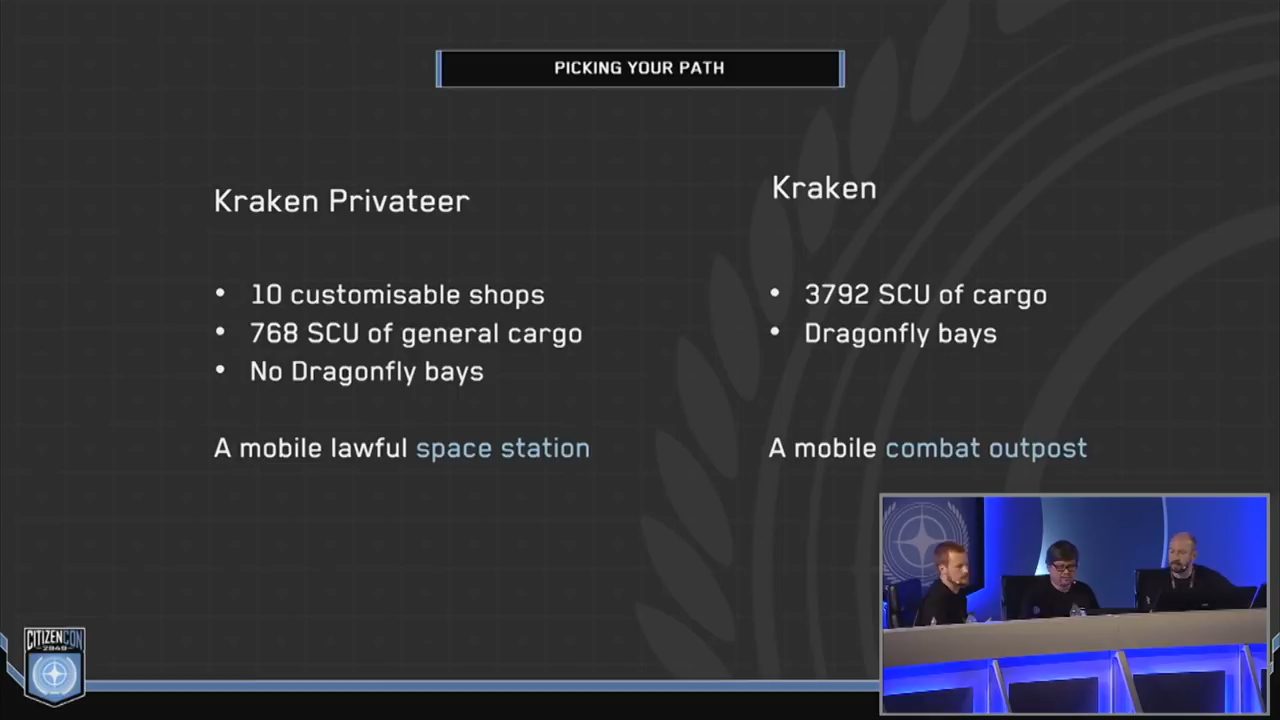 PICKING YOUR PATH
Kraken Privateer
• 10 customisable shops
• 768 SCU of general cargo
• No Dragonfly bays
A mobile lawful space station
Kraken
• 3792 SCU of cargo
• Dragonfly bays
A mobile combat outpost
CITIZENCON
2948